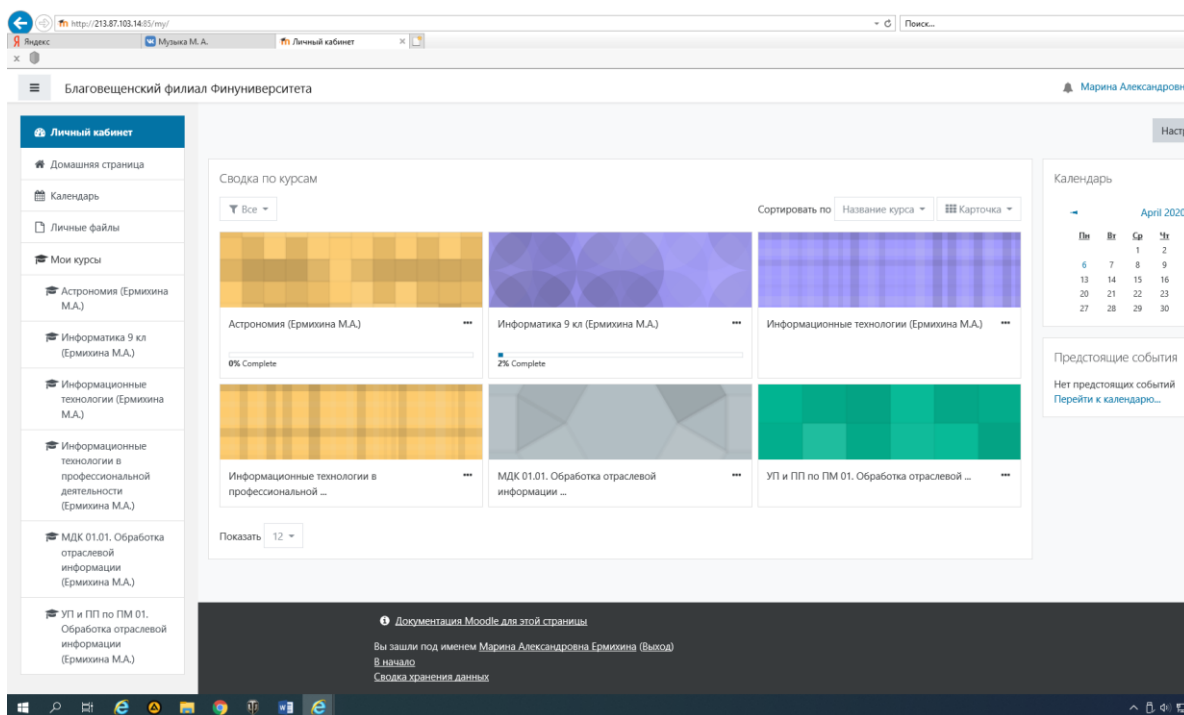 http://213.87.103.14:85/my/
Поиск...
Яндекс
Музыка М. А.
Личный кабинет
Благовещенский филиал Финуниверситета
Марина Александровн
Личный кабинет
Домашняя страница
Календарь
Личные файлы
Мои курсы
Астрономия (Ермихина
М.А.)
Информатика 9 кл
(Ермихина М.А.)
Информационные
технологии (Ермихина
М.А.)
Информационные
технологии в
профессиональной
деятельности
(Ермихина М.А.)
МДК 01.01. Обработка
отраслевой
информации
(Ермихина М.А.)
УП и ПП по ПМ 01.
Обработка отраслевой
информации
(Ермихина М.А.)
Настр
Сводка по курсам
Все
Сортировать по Название курса Карточка
Астрономия (Ермихина М.А.) ...
0% Complete
Информатика 9 кл (Ермихина М.А.) ...
2% Complete
Информационные технологии (Ермихина М.А.) ...
Информационные технологии в ...
профессиональной ...
МДК 01.01. Обработка отраслевой ...
информации ...
УП и ПП по ПМ 01. Обработка отраслевой ... ...
Показать 12
Календарь
April 2020
Пн Вт Ср Чт
1 2
6 7 8 9
13 14 15 16
20 21 22 23
27 28 29 30
Предстоящие события
Нет предстоящих событий
Перейти к календарю...
Документация Moodle для этой страницы
Вы зашли под именем Марина Александровна Ермихина (Выход)
В начало
Сводка хранения данных